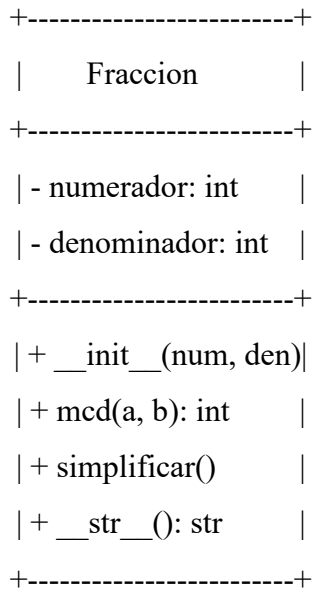 +-------------------------+
| Fraccion |
+-------------------------+
| - numerador: int |
| - denominador: int |
+-------------------------+
| + __init__(num, den)|
| + mcd(a, b): int |
| + simplificar() |
| + __str__(): str |
+-------------------------+